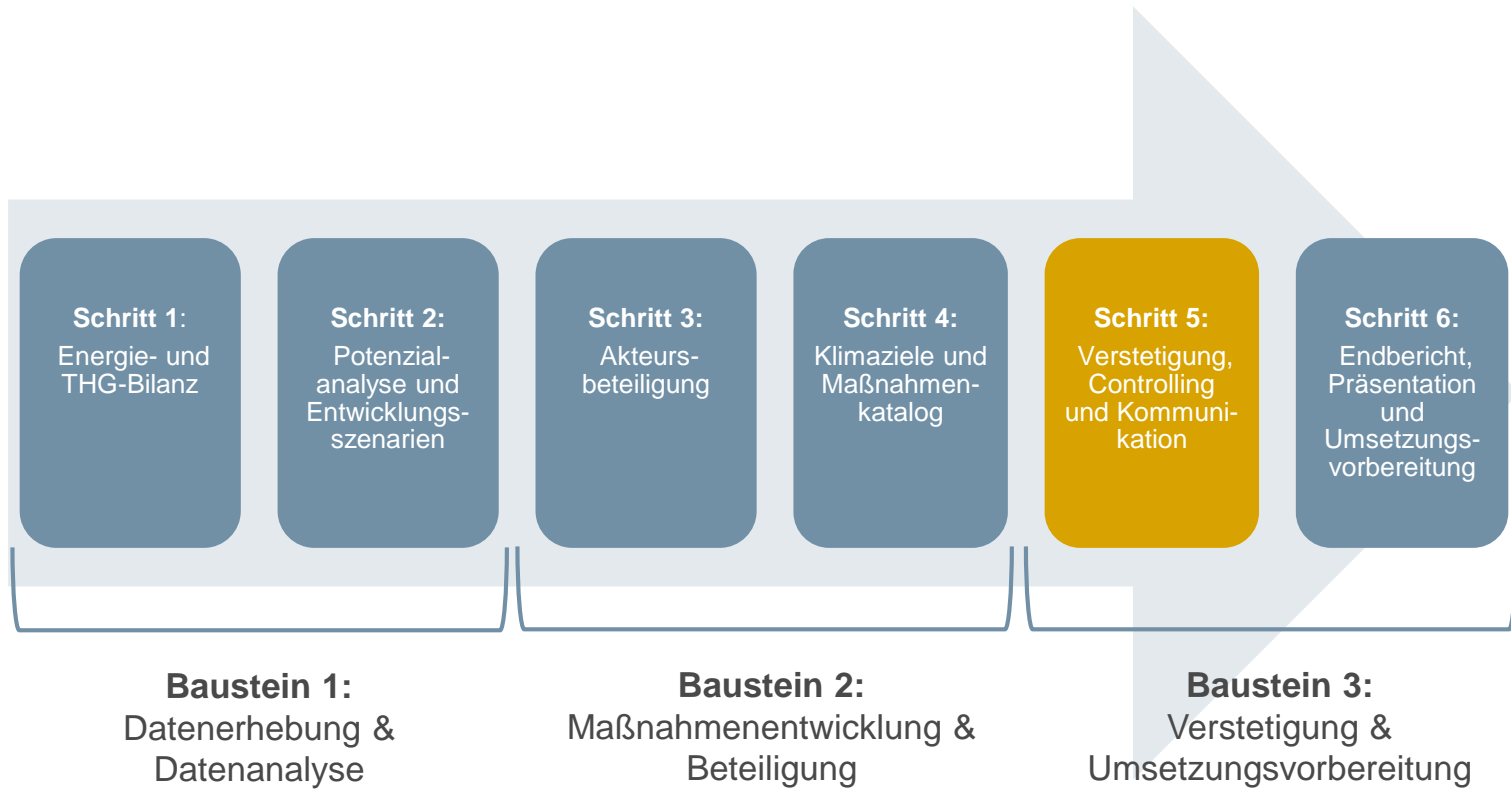 Schritt 1:
Energie- und
THG-Bilanz
Schritt 2:
Potenzial-
analyse und
Entwicklungs-
szenarien
Schritt 3:
Akteurs-
beteiligung
Schritt 4:
Klimaziele und
Maßnahmen-
katalog
Schritt 5:
Verstetigung,
Controlling
und Kommuni-
kation
Schritt 6:
Endbericht,
Präsentation
und
Umsetzungs-
vorbereitung
Baustein 1:
Datenerhebung &
Datenanalyse
Baustein 2:
Maßnahmenentwicklung &
Beteiligung
Baustein 3:
Verstetigung &
Umsetzungsvorbereitung